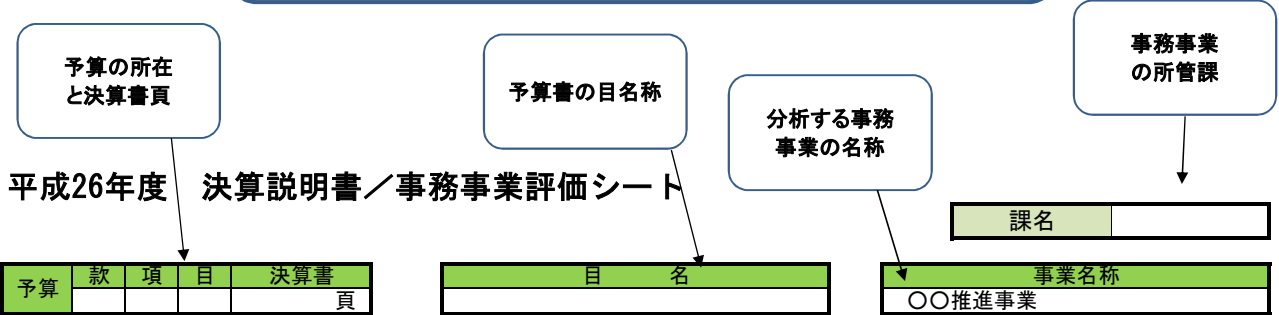 予算の所在
と決算書頁
予算書の目名称
分析する事務
事業の名称
事務事業
の所管課
平成26年度　決算説明書／事務事業評価シート
課名
予算 款 項 目 決算書
頁
目　名
事業名称
〇〇推進事業